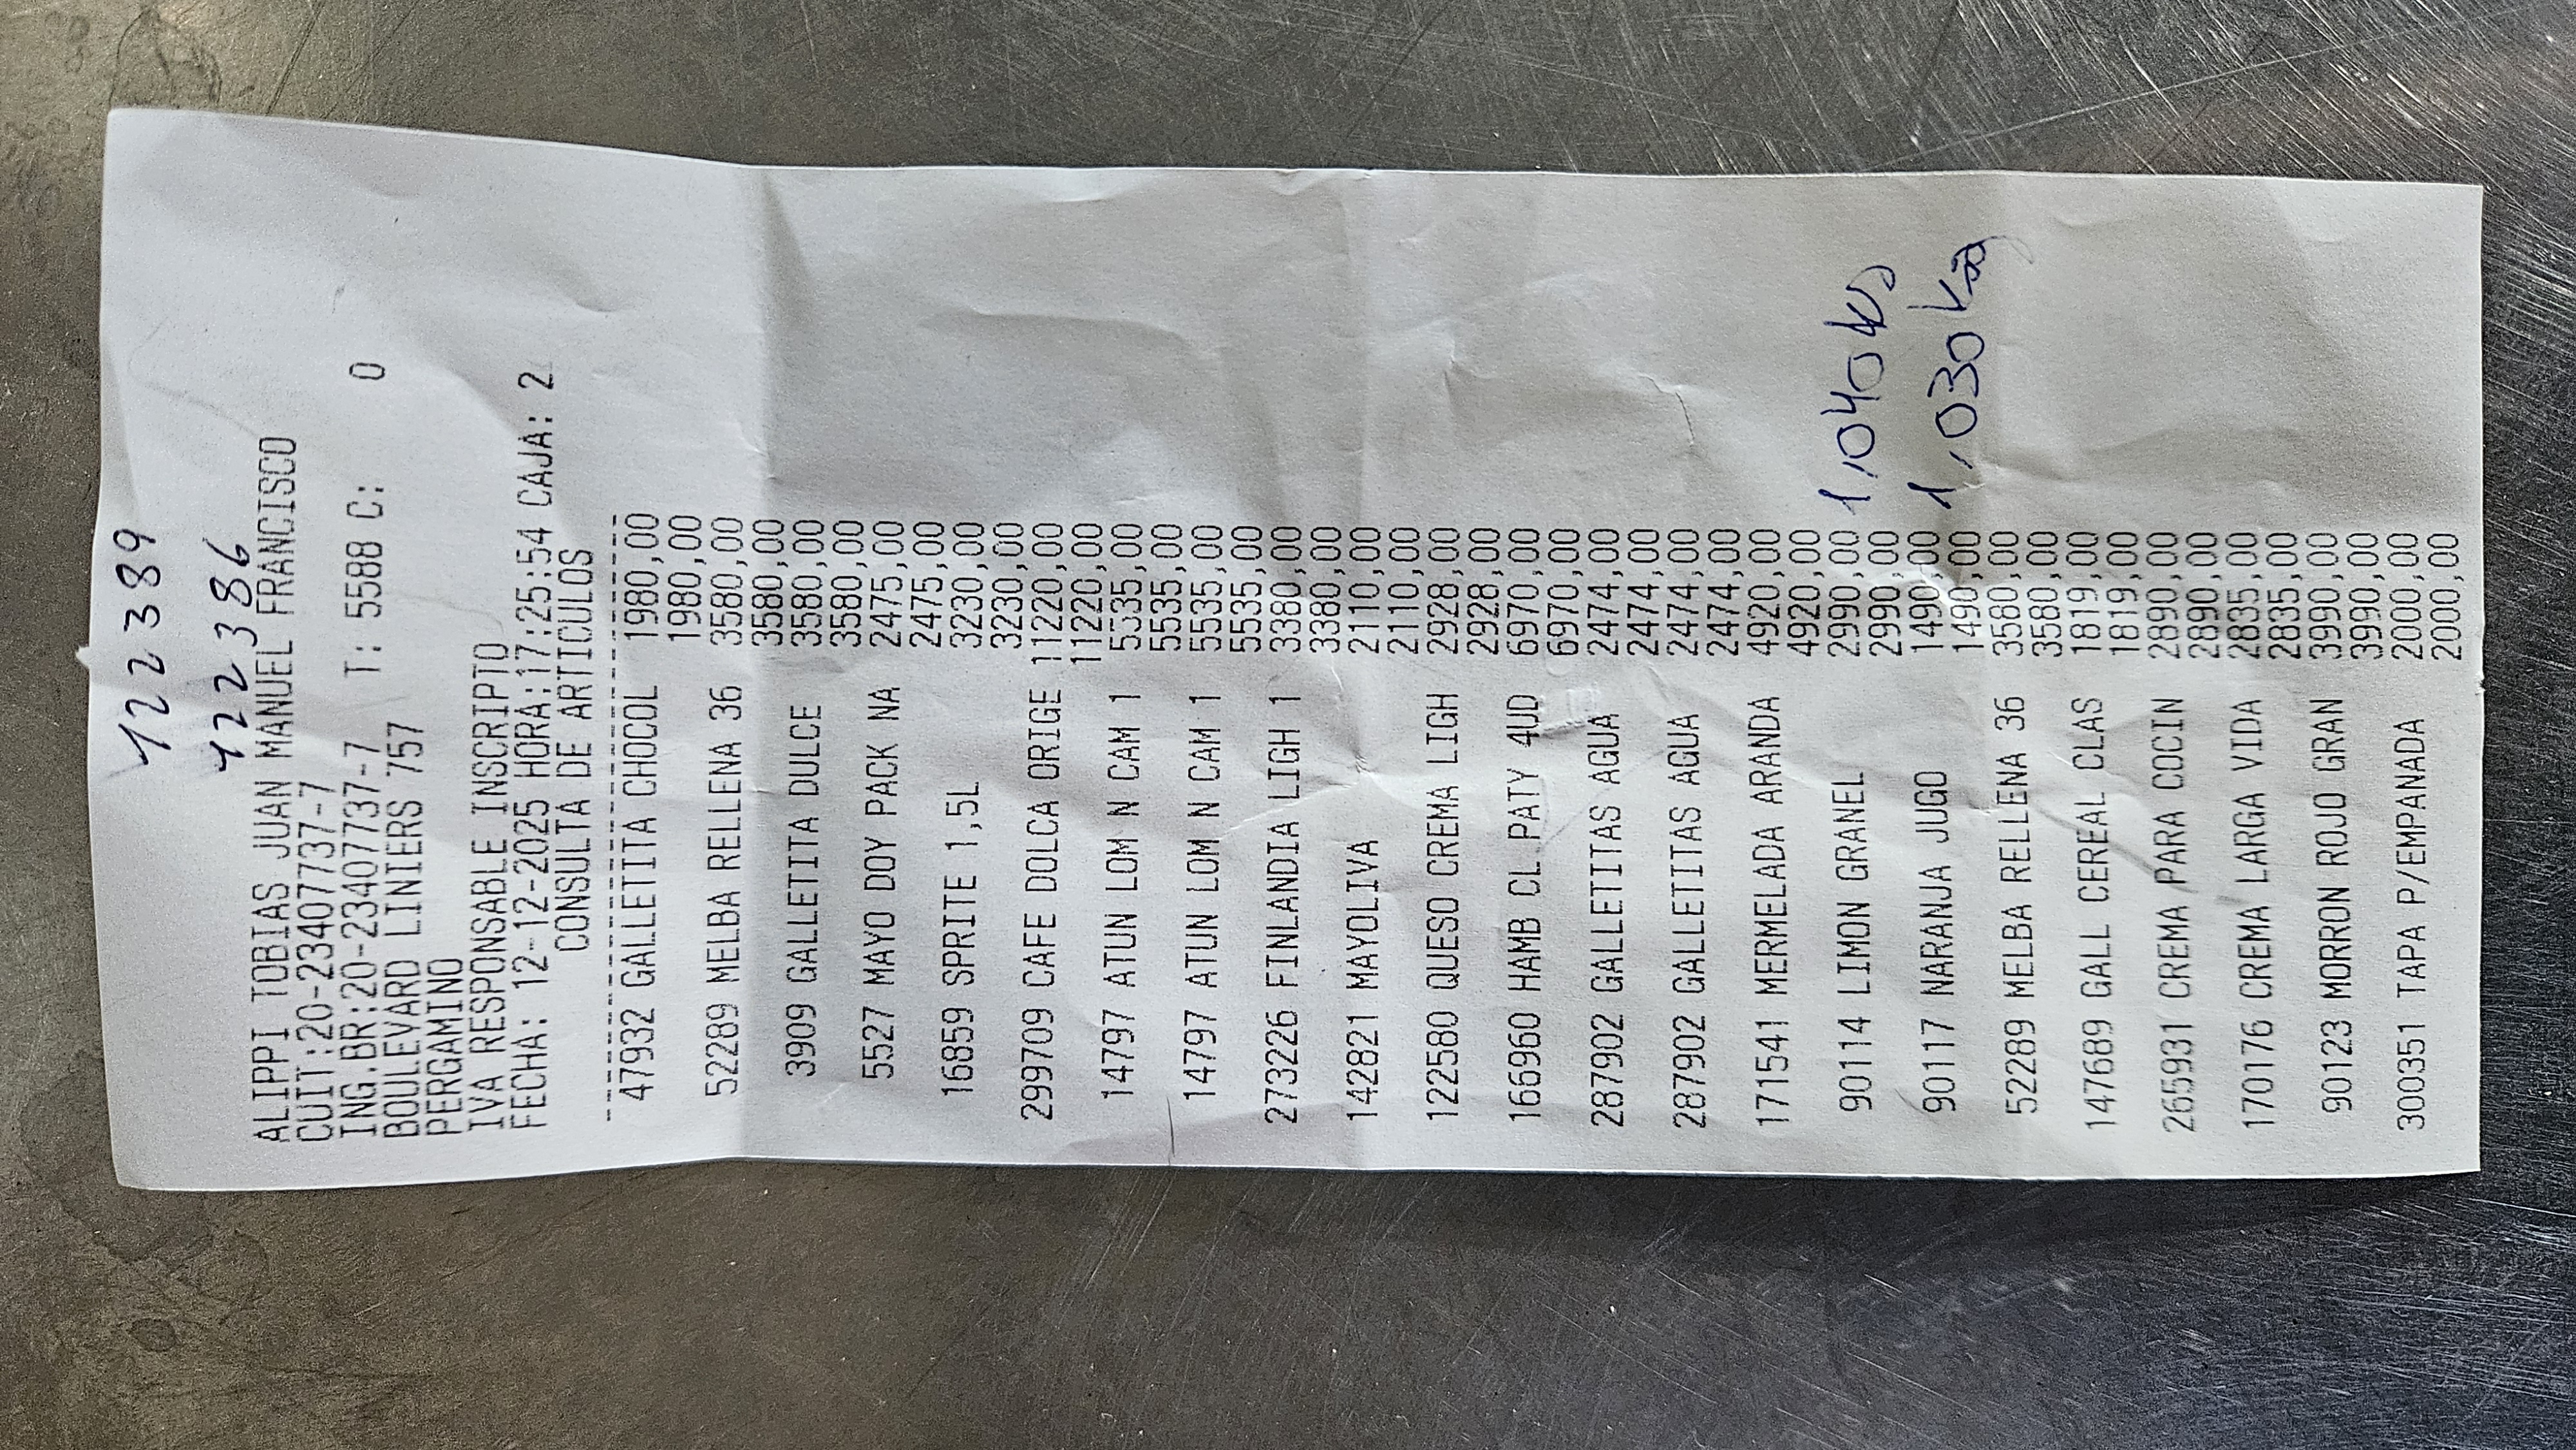 122389
122386
ALIPPI TOBIAS JUAN MANUEL FRANCISCO
CUIT:20-23407737-7
ING.BR:20-23407737-7 T: 5588 C: 0
BOULEVARD LINIERS 757
PERGAMINO
IVA RESPONSABLE INSCRIPTO
FECHA: 12-12-2025 HORA:17:25:54 CAJA: 2
CONSULTA DE ARTICULOS
47932 GALLETITA CHOCOL 1980,00
1980,00
52289 MELBA RELLENA 36 3580,00
3580,00
3909 GALLETITA DULCE 3580,00
3580,00
5527 MAYO DOY PACK NA 2475,00
2475,00
16859 SPRITE 1,5L 3230,00
3230,00
299709 CAFE DOLCA ORIGE 11220,00
11220,00
14797 ATUN LOM N CAM 1 5535,00
5535,00
14797 ATUN LOM N CAM 1 5535,00
5535,00
273226 FINLANDIA LIGH 1 3380,00
3380,00
142821 MAYOLIVA 2110,00
2110,00
122580 QUESO CREMA LIGH 2928,00
2928,00
166960 HAMB CL PATY 4UD 6970,00
6970,00
287902 GALLETITAS AGUA 2474,00
2474,00
287902 GALLETITAS AGUA 2474,00
2474,00
171541 MERMELADA ARANDA 4920,00
4920,00
90114 LIMON GRANEL 2990,00 1,040 kg
2990,00
90117 NARANJA JUGO 1490,00 1,030 kg
1490,00
52289 MELBA RELLENA 36 3580,00
3580,00
147689 GALL CEREAL CLAS 1819,00
1819,00
265931 CREMA PARA COCIN 2890,00
2890,00
170176 CREMA LARGA VIDA 2835,00
2835,00
90123 MORRON ROJO GRAN 3990,00
3990,00
300351 TAPA P/EMPANADA 2000,00
2000,00